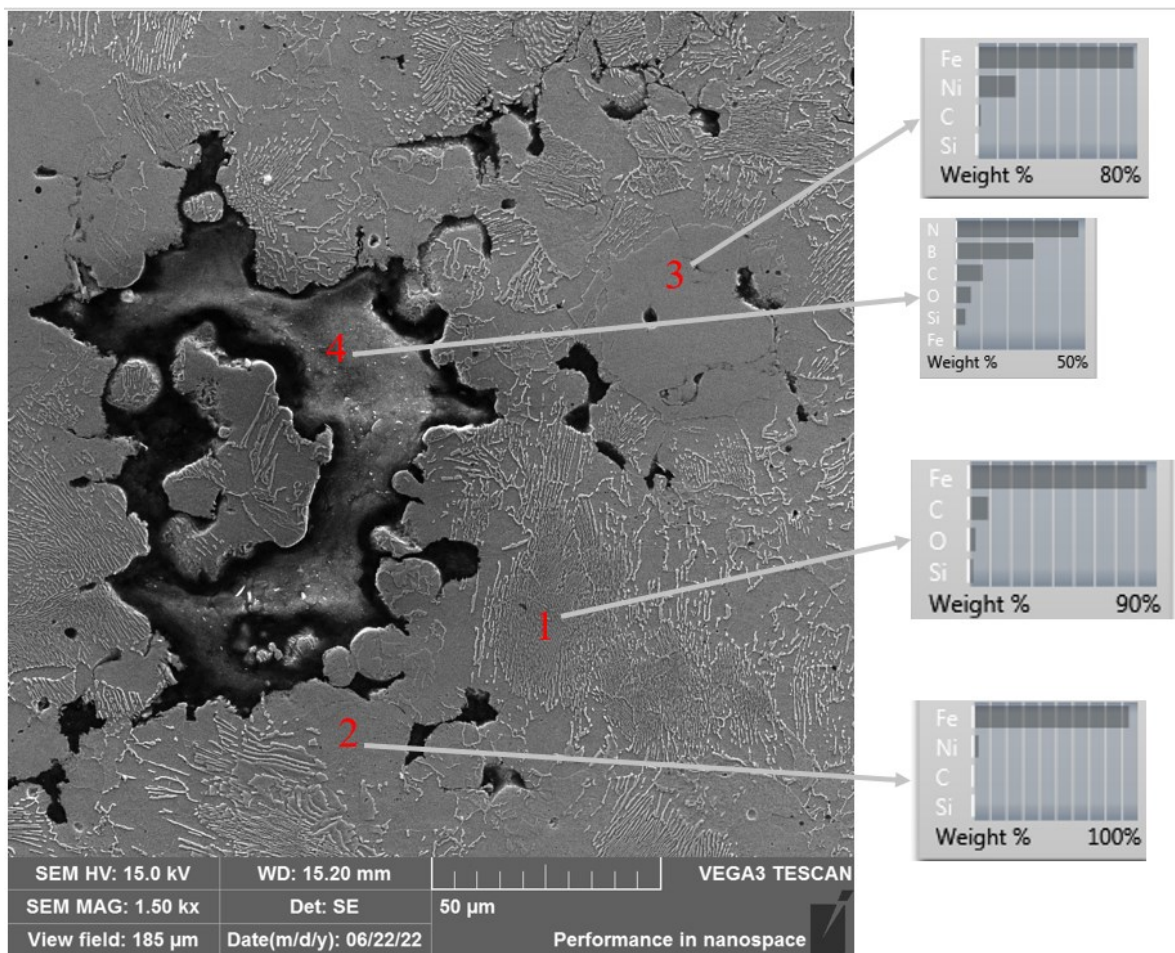 3
4
1
2
Fe
Ni
C
Si
Weight % 80%
N
B
C
O
Si
Fe
Weight % 50%
Fe
C
O
Si
Weight % 90%
Fe
Ni
C
Si
Weight % 100%
SEM HV: 15.0 kV WD: 15.20 mm VEGA3 TESCAN
SEM MAG: 1.50 kx Det: SE 50 µm
View field: 185 µm Date(m/d/y): 06/22/22 Performance in nanospace